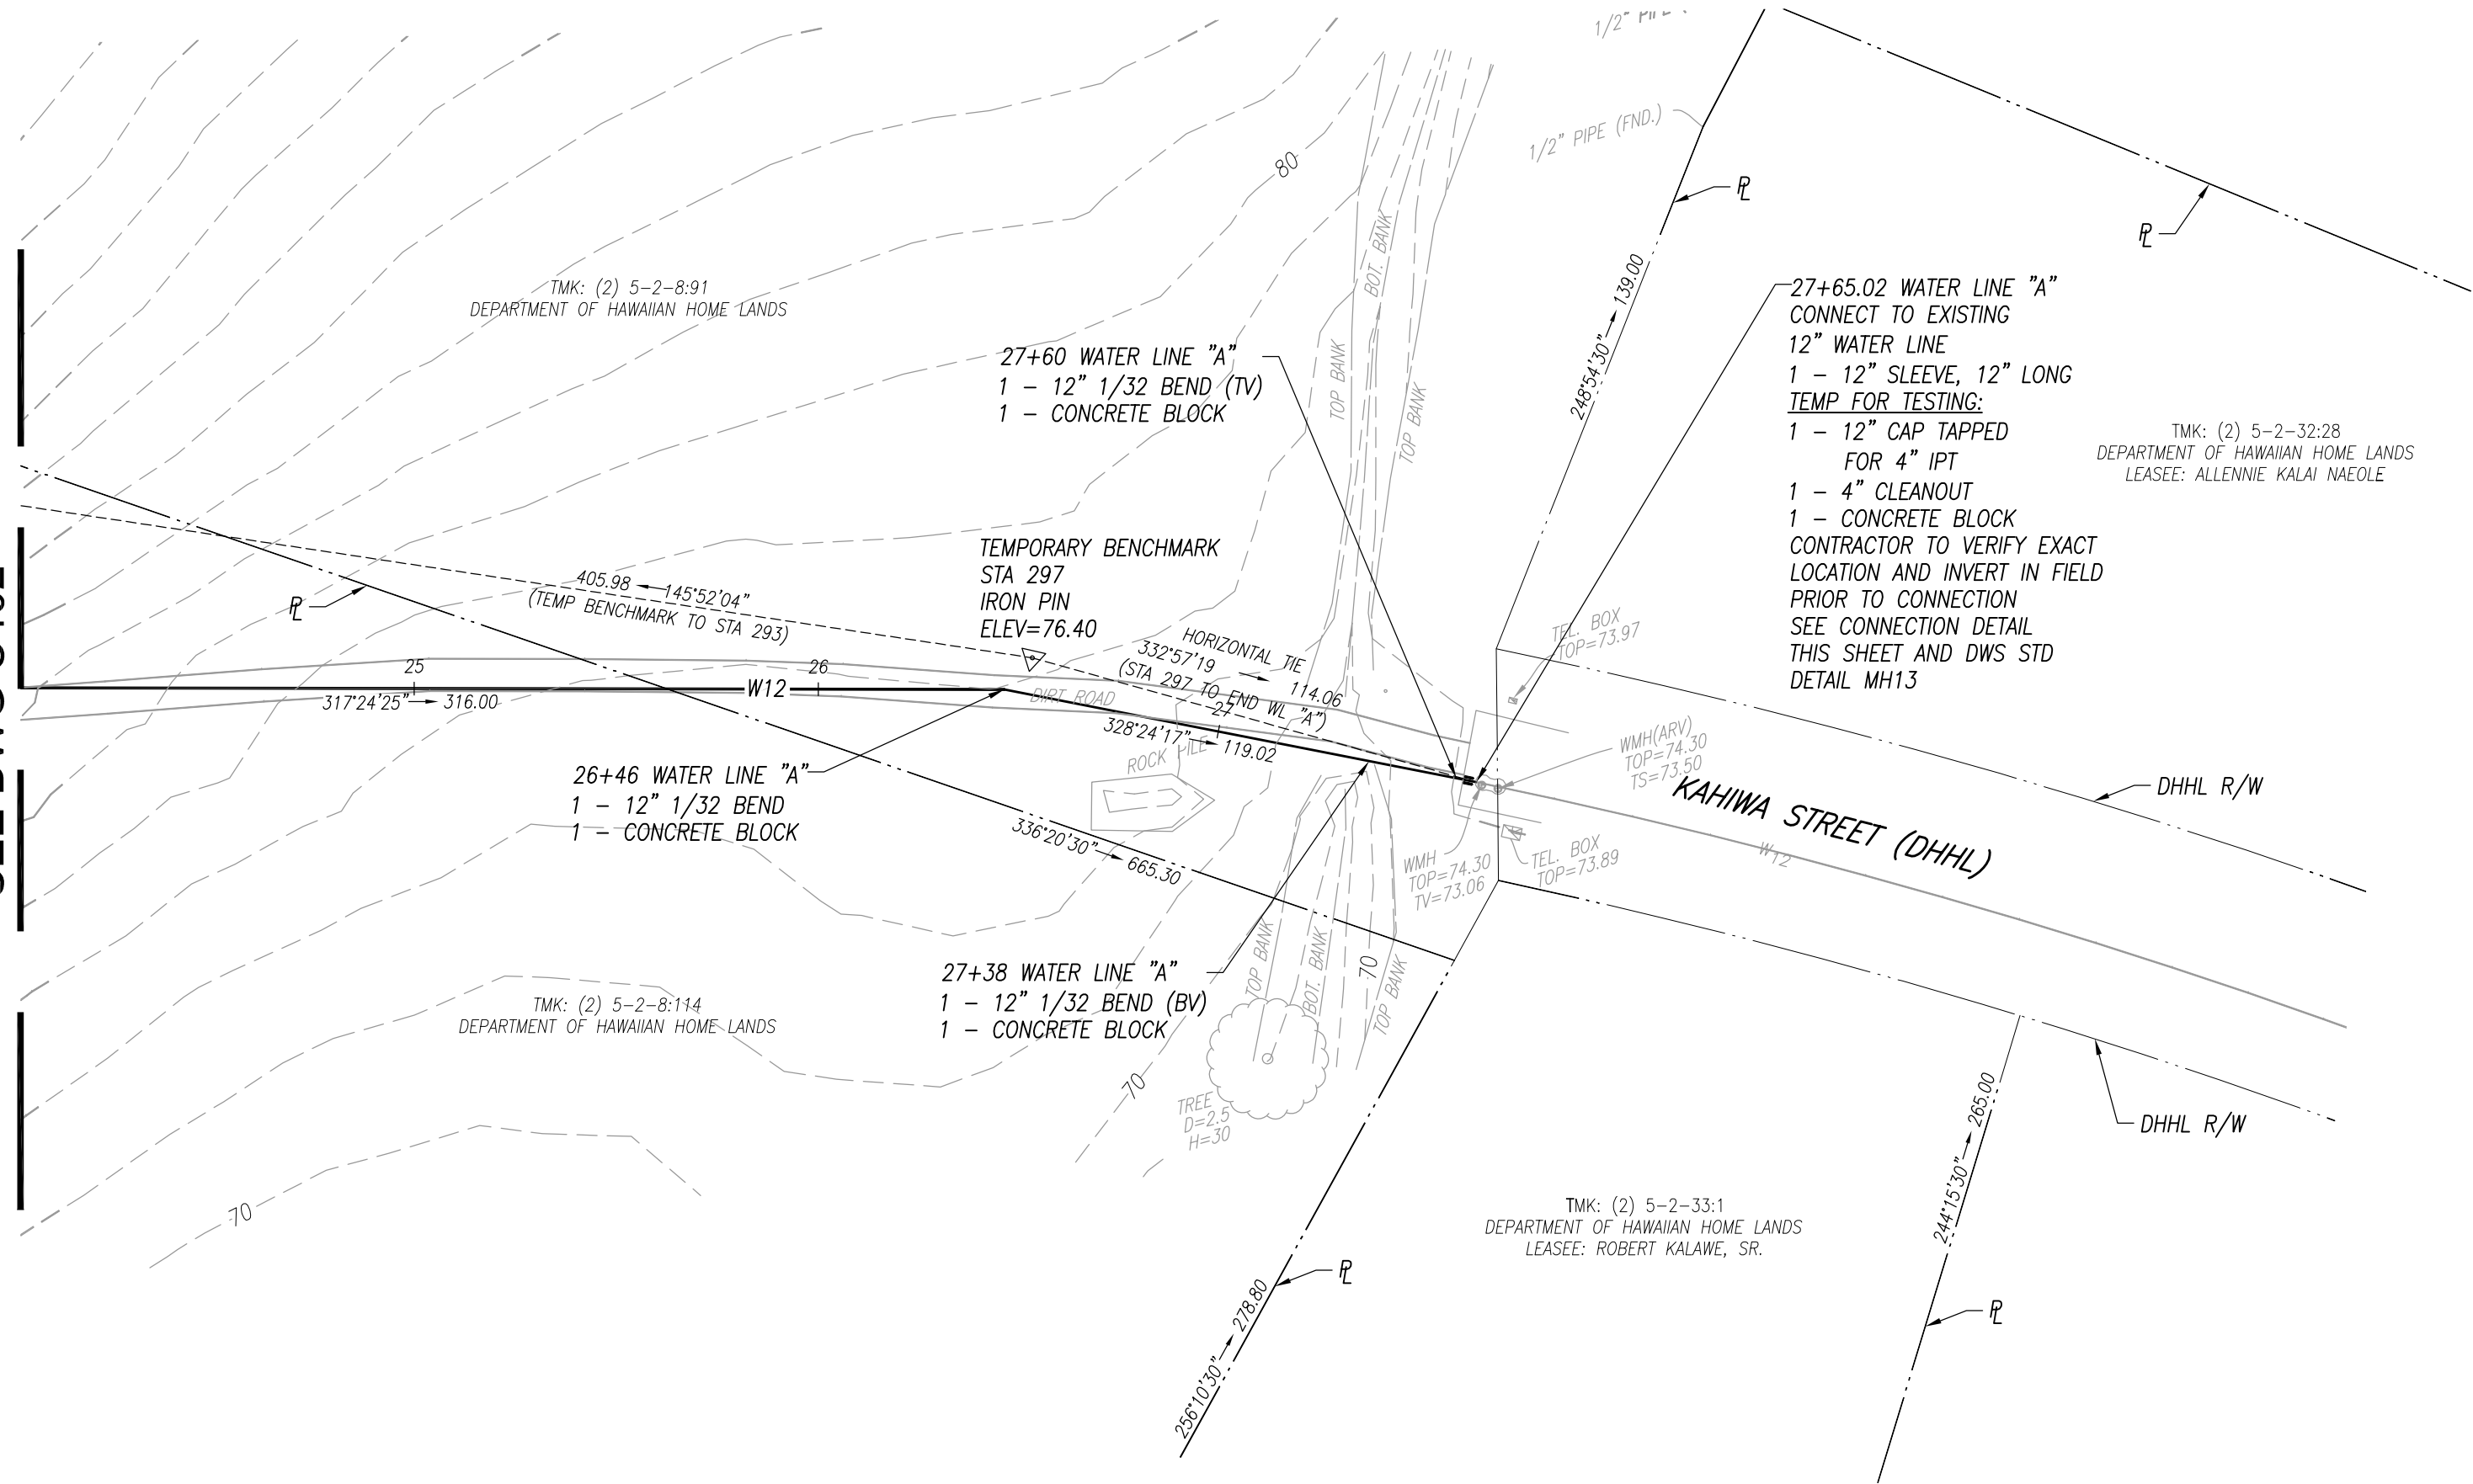 1/2" PIPE (FND.)
80
TMK: (2) 5-2-8:91
DEPARTMENT OF HAWAIIAN HOME LANDS
27+60 WATER LINE "A"
1 - 12" 1/32 BEND (TV)
1 - CONCRETE BLOCK
TOP BANK
BOT. BANK
TOP BANK
248°54'30" 139.00
PL
PL
27+65.02 WATER LINE "A"
CONNECT TO EXISTING
12" WATER LINE
1 - 12" SLEEVE, 12" LONG
TEMP FOR TESTING:
1 - 12" CAP TAPPED
FOR 4" IPT
1 - 4" CLEANOUT
1 - CONCRETE BLOCK
CONTRACTOR TO VERIFY EXACT
LOCATION AND INVERT IN FIELD
PRIOR TO CONNECTION
SEE CONNECTION DETAIL
THIS SHEET AND DWS STD
DETAIL MH13
TMK: (2) 5-2-32:28
DEPARTMENT OF HAWAIIAN HOME LANDS
LEASEE: ALLENNIE KALAI NAEOLE
TEMPORARY BENCHMARK
STA 297
IRON PIN
ELEV=76.40
405.98 145°52'04"
(TEMP BENCHMARK TO STA 293)
PL
HORIZONTAL TIE
332°57'19 114.06
(STA 297 TO END WL "A")
TEL. BOX
TOP=73.97
25
26
27
W12
317°24'25" 316.00
DIRT ROAD
328°24'17" 119.02
ROCK PILE
26+46 WATER LINE "A"
1 - 12" 1/32 BEND
1 - CONCRETE BLOCK
336°20'30" 665.30
WMH(ARV)
TOP=74.30
TS=73.50
KAHIWA STREET (DHHL)
W12
DHHL R/W
WMH
TOP=74.30
TV=73.06
TEL. BOX
TOP=73.89
27+38 WATER LINE "A"
1 - 12" 1/32 BEND (BV)
1 - CONCRETE BLOCK
TOP BANK
BOT. BANK
70
TOP BANK
TMK: (2) 5-2-8:114
DEPARTMENT OF HAWAIIAN HOME LANDS
70
TREE
D=2.5
H=30
70
DHHL R/W
244°15'30" 265.00
TMK: (2) 5-2-33:1
DEPARTMENT OF HAWAIIAN HOME LANDS
LEASEE: ROBERT KALAWE, SR.
256°10'30" 278.80
PL
PL